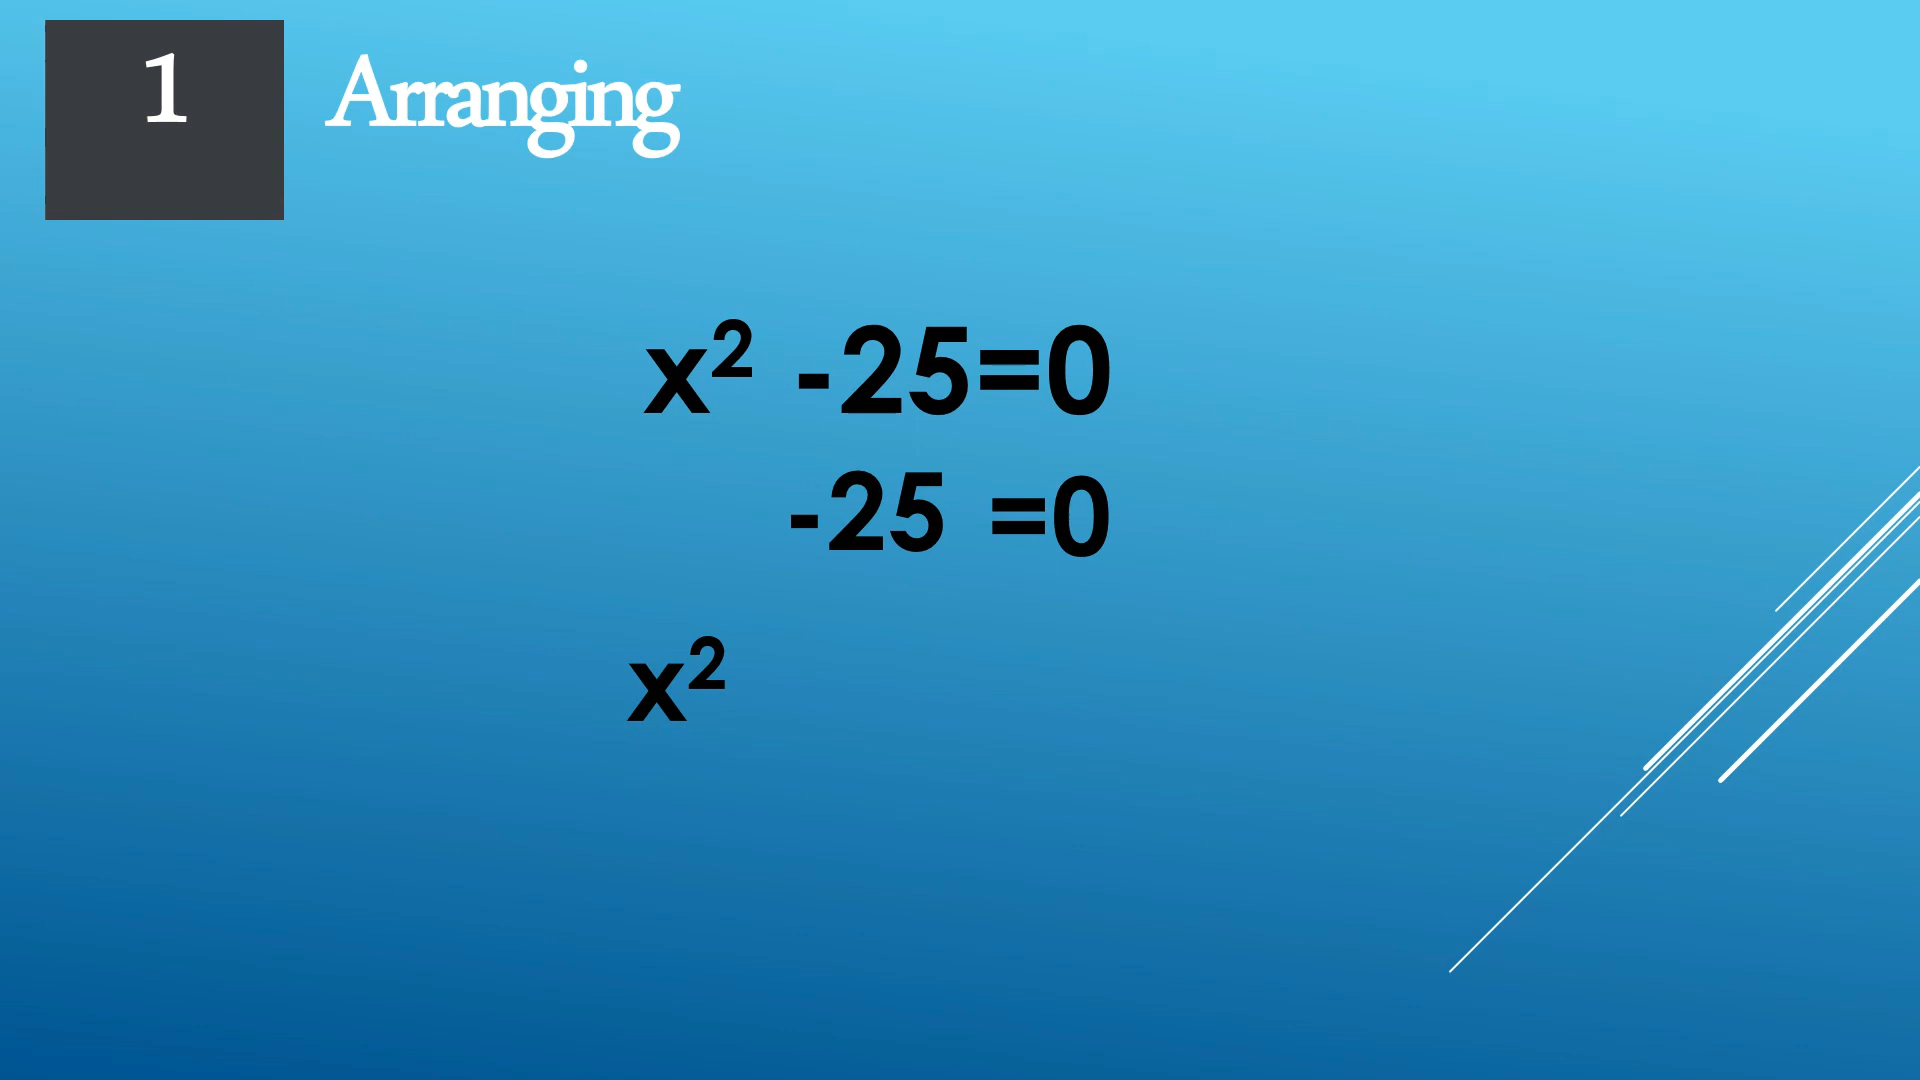 1
Arranging
x² -25=0
-25 =0
x²